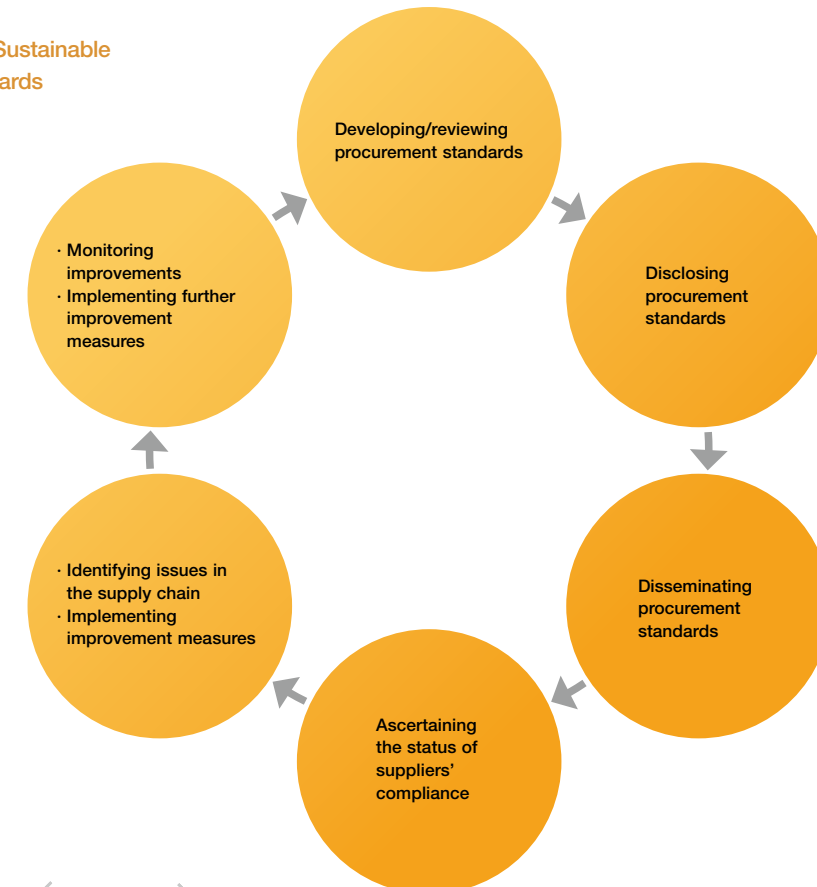 Sustainable
Developing/reviewing
procurement standards
· Monitoring
improvements
· Implementing further
improvement
measures
Disclosing
procurement
standards
· Identifying issues in
the supply chain
· Implementing
improvement measures
Disseminating
procurement
standards
Ascertaining
the status of
suppliers’
compliance